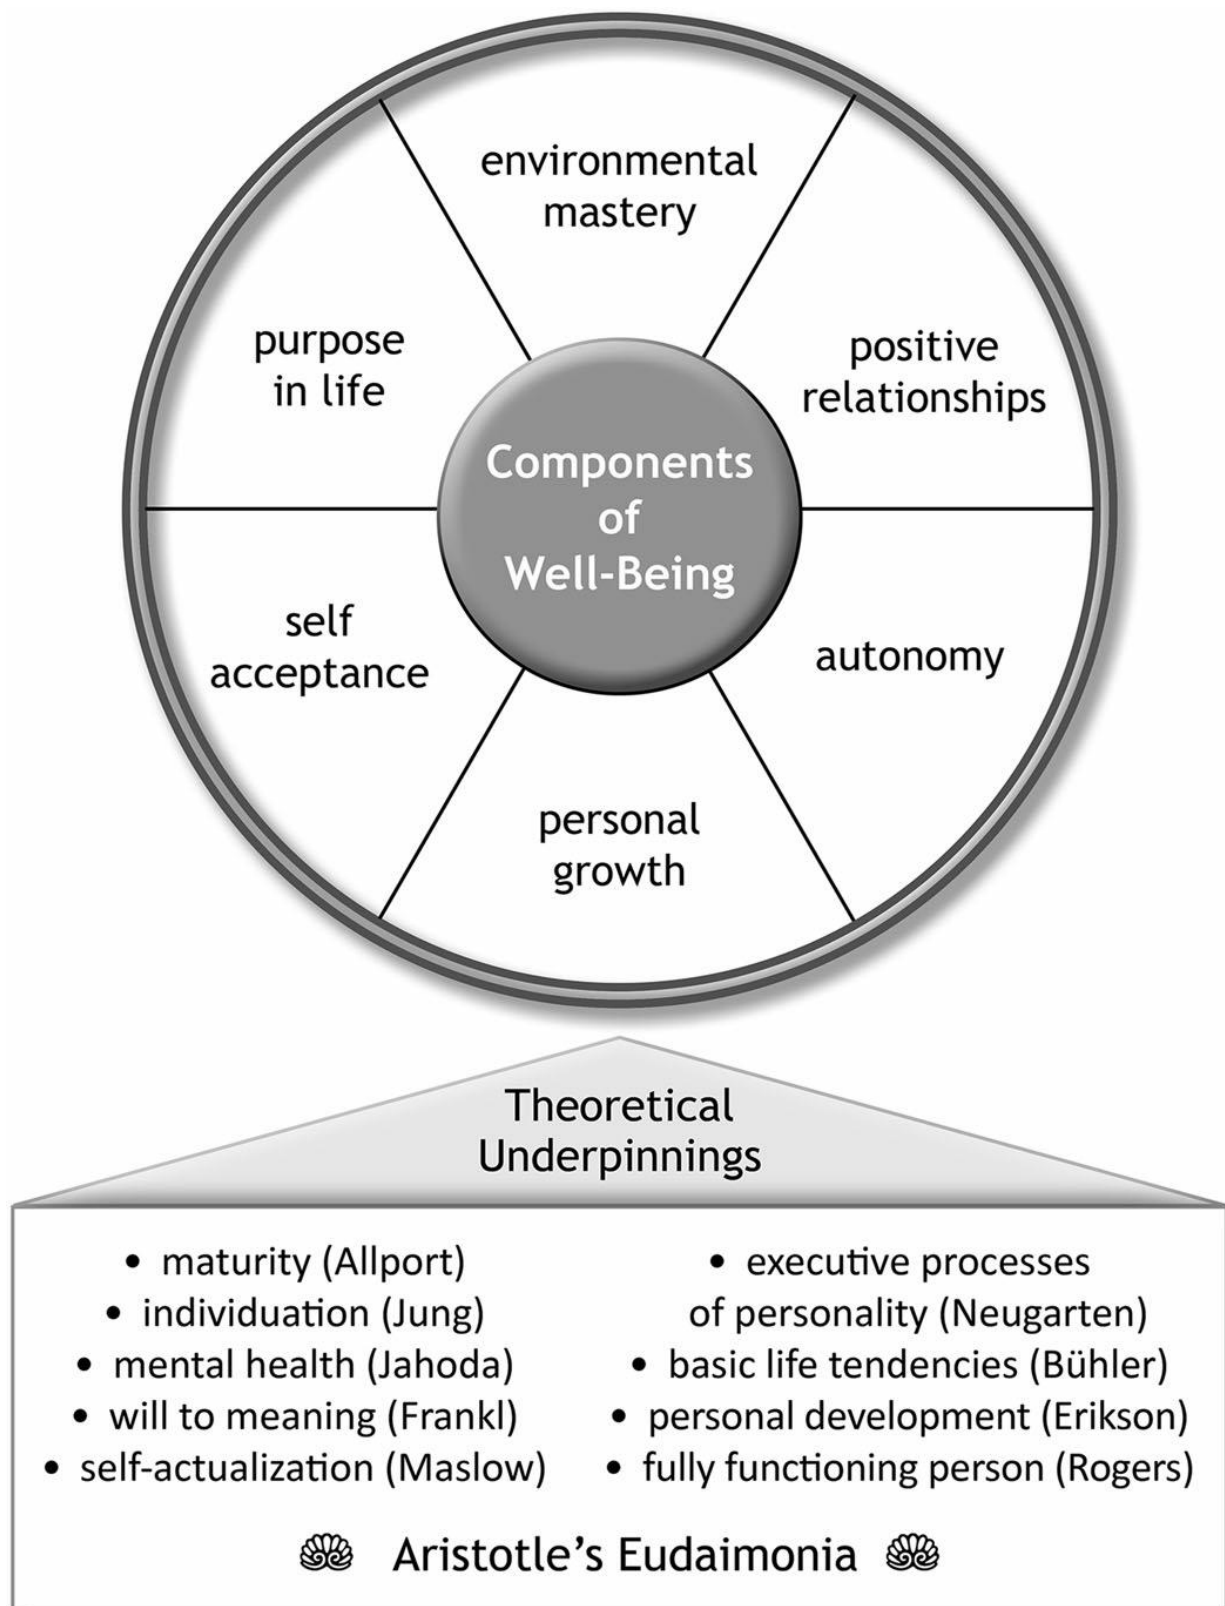 environmental
mastery
positive
relationships
autonomy
personal
growth
self
acceptance
purpose
in life
Components
of
Well-Being
Theoretical
Underpinnings
• maturity (Allport)
• individuation (Jung)
• mental health (Jahoda)
• will to meaning (Frankl)
• self-actualization (Maslow)
• executive processes
of personality (Neugarten)
• basic life tendencies (Bühler)
• personal development (Erikson)
• fully functioning person (Rogers)
Aristotle’s Eudaimonia